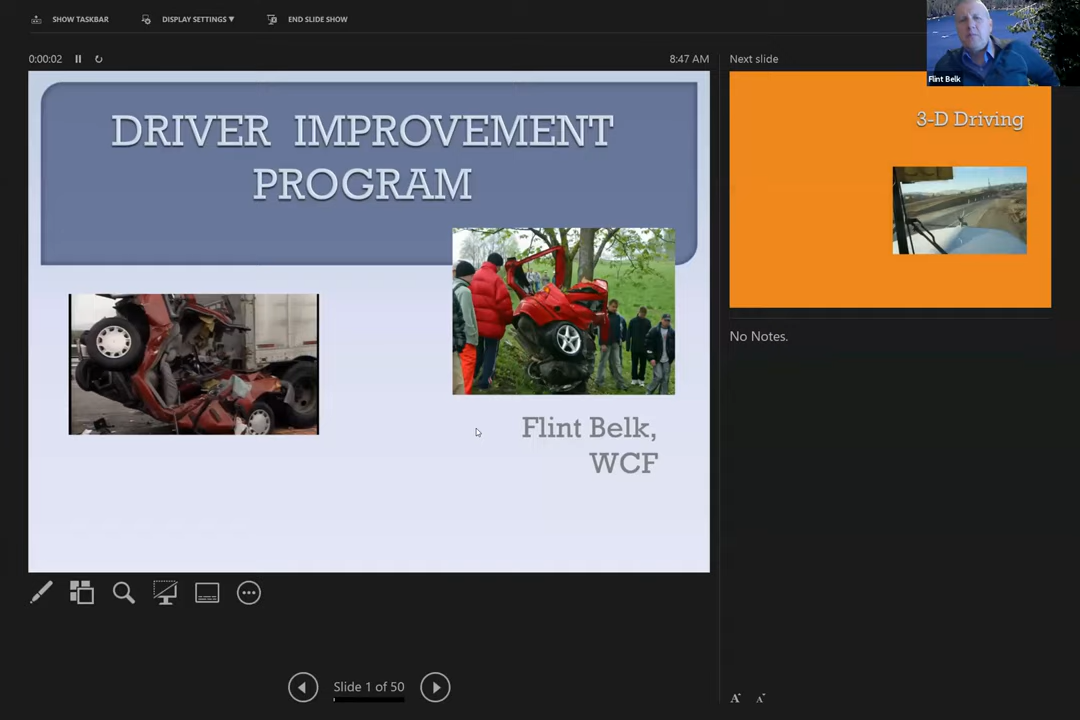 SHOW TASKBAR
DISPLAY SETTINGS ▼
END SLIDE SHOW
0:00:02
8:47 AM
Next slide
Flint Belk
DRIVER IMPROVEMENT
PROGRAM
3-D Driving
No Notes.
Flint Belk,
WCF
Slide 1 of 50
A
A